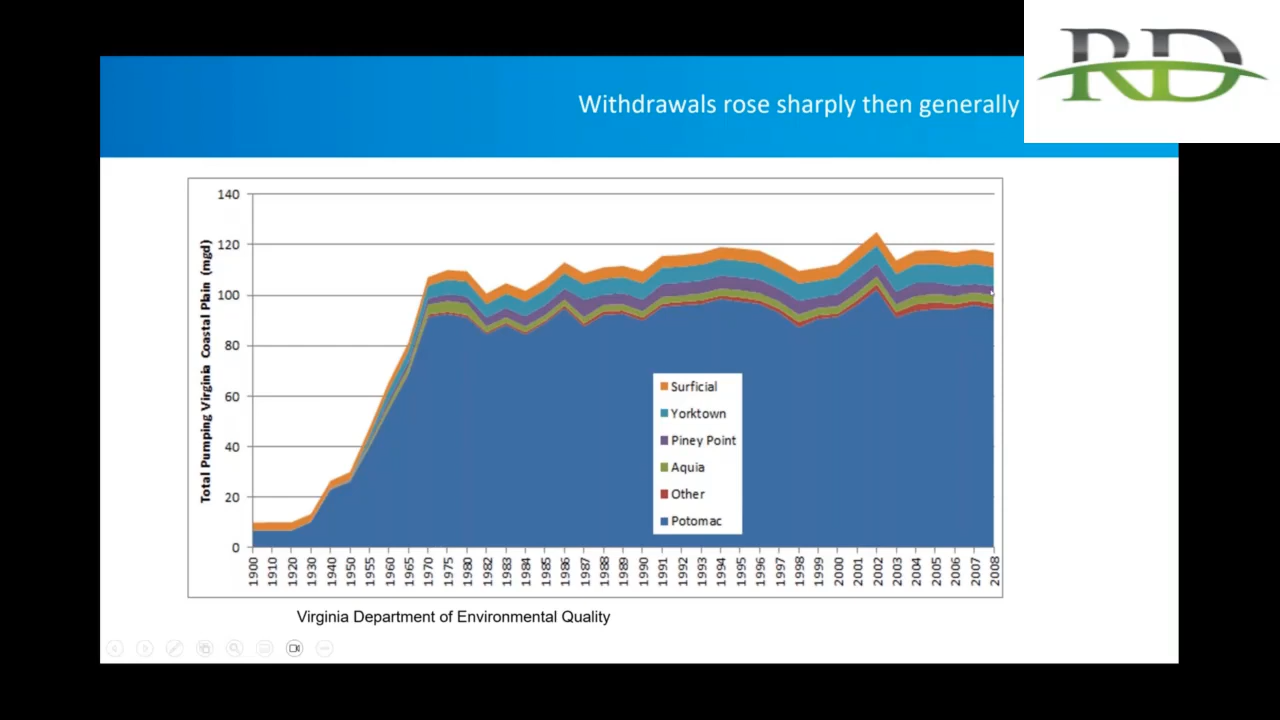 RD
Withdrawals rose sharply then generally
Total Pumping Virginia Coastal Plain (mgd)
140
120
100
80
60
40
20
0
Surficial
Yorktown
Piney Point
Aquia
Other
Potomac
1900 1910 1920 1930 1940 1950 1955 1960 1965 1970 1975 1980 1982 1983 1984 1985 1986 1987 1988 1989 1990 1991 1992 1993 1994 1995 1996 1997 1998 1999 2000 2001 2002 2003 2004 2005 2006 2007 2008
Virginia Department of Environmental Quality